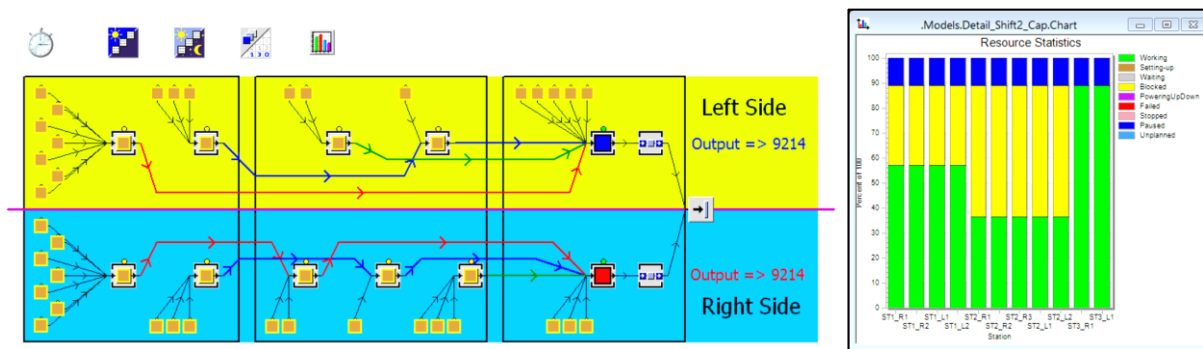 Left Side
Output => 9214
Output => 9214
Right Side
.Models.Detail_Shift2_Cap.Chart
Resource Statistics
100
90
80
70
60
50
40
30
20
10
0
Percent of 100
Working
Setting-up
Waiting
Blocked
PoweringUpDown
Failed
Stopped
Paused
Unplanned
ST1_R1 ST1_L1 ST2_R1 ST2_R3 ST2_L2 ST3_L1
ST1_R2 ST1_L2 ST2_R2 ST2_L1 ST3_R1
Station